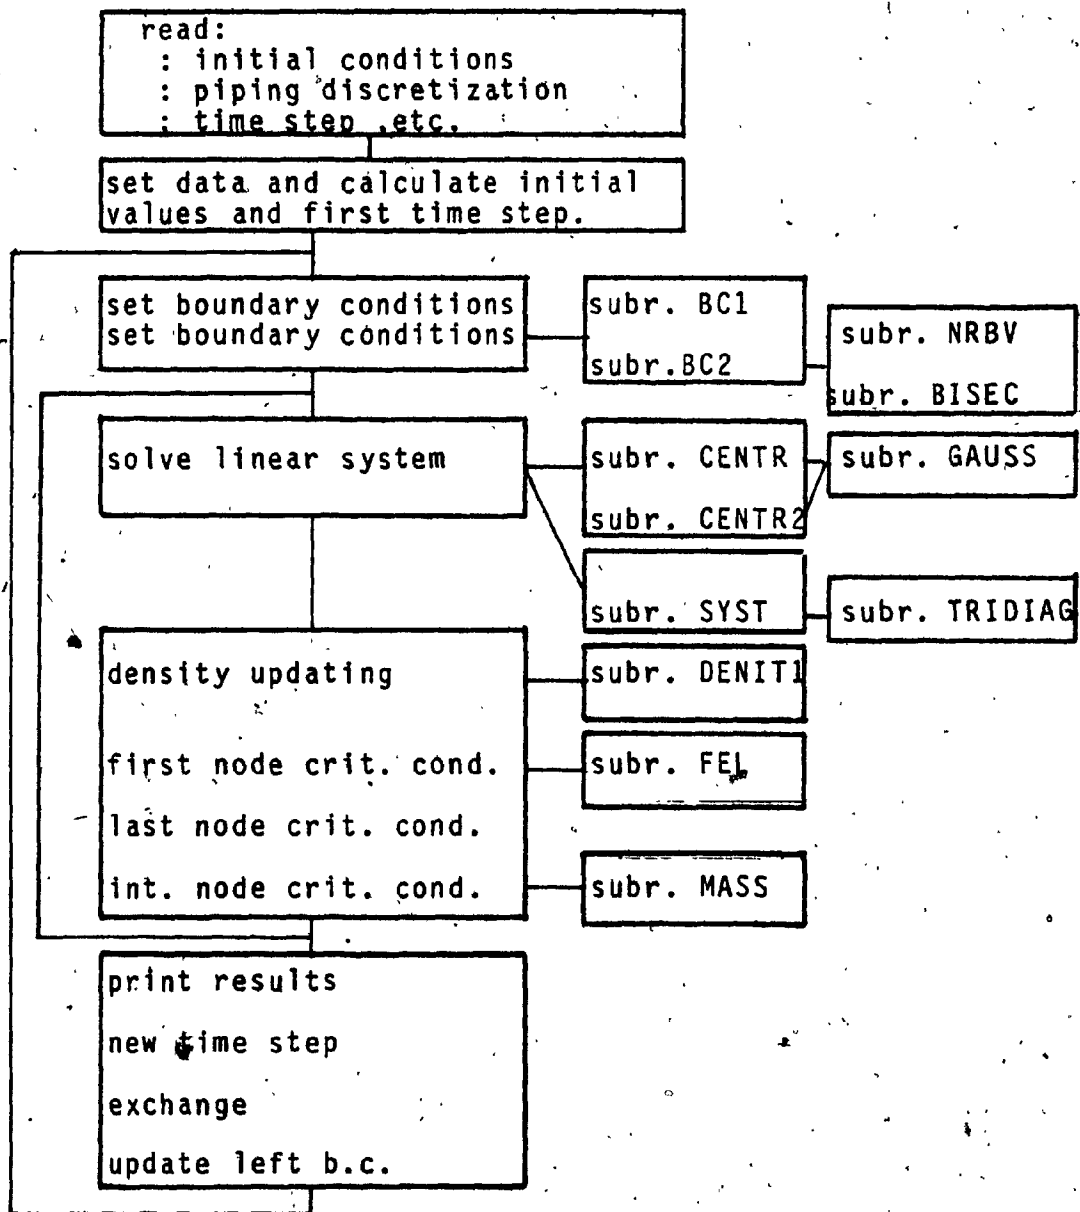 read:
: initial conditions
: piping discretization
: time step ,etc.
set data and calculate initial
values and first time step.
set boundary conditions
set boundary conditions
subr. BC1
subr.BC2
subr. NRBV
subr. BISEC
solve linear system
subr. CENTR
subr. CENTR2
subr. GAUSS
subr. SYST
subr. TRIDIAG
density updating
first node crit. cond.
last node crit. cond.
int. node crit. cond.
subr. DENIT1
subr. FEL
subr. MASS
print results
new time step
exchange
update left b.c.